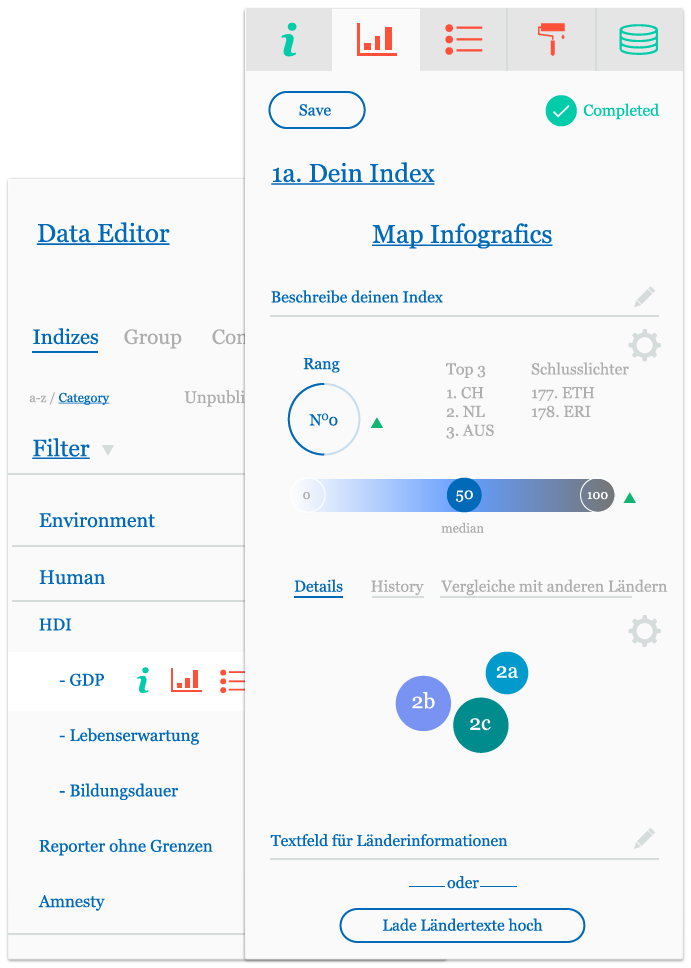 i
Save
Completed
1a. Dein Index
Map Infografics
Beschreibe deinen Index
Rang
Nº0
Top 3
1. CH
2. NL
3. AUS
Schlusslichter
177. ETH
178. ERI
0
50
100
median
Details
History
Vergleiche mit anderen Ländern
2a
2b
2c
Textfeld für Länderinformationen
oder
Lade Ländertexte hoch
Data Editor
Indizes
Group
Con
a-z / Category
Unpubli
Filter
Environment
Human
HDI
- GDP
i
- Lebenserwartung
- Bildungsdauer
Reporter ohne Grenzen
Amnesty